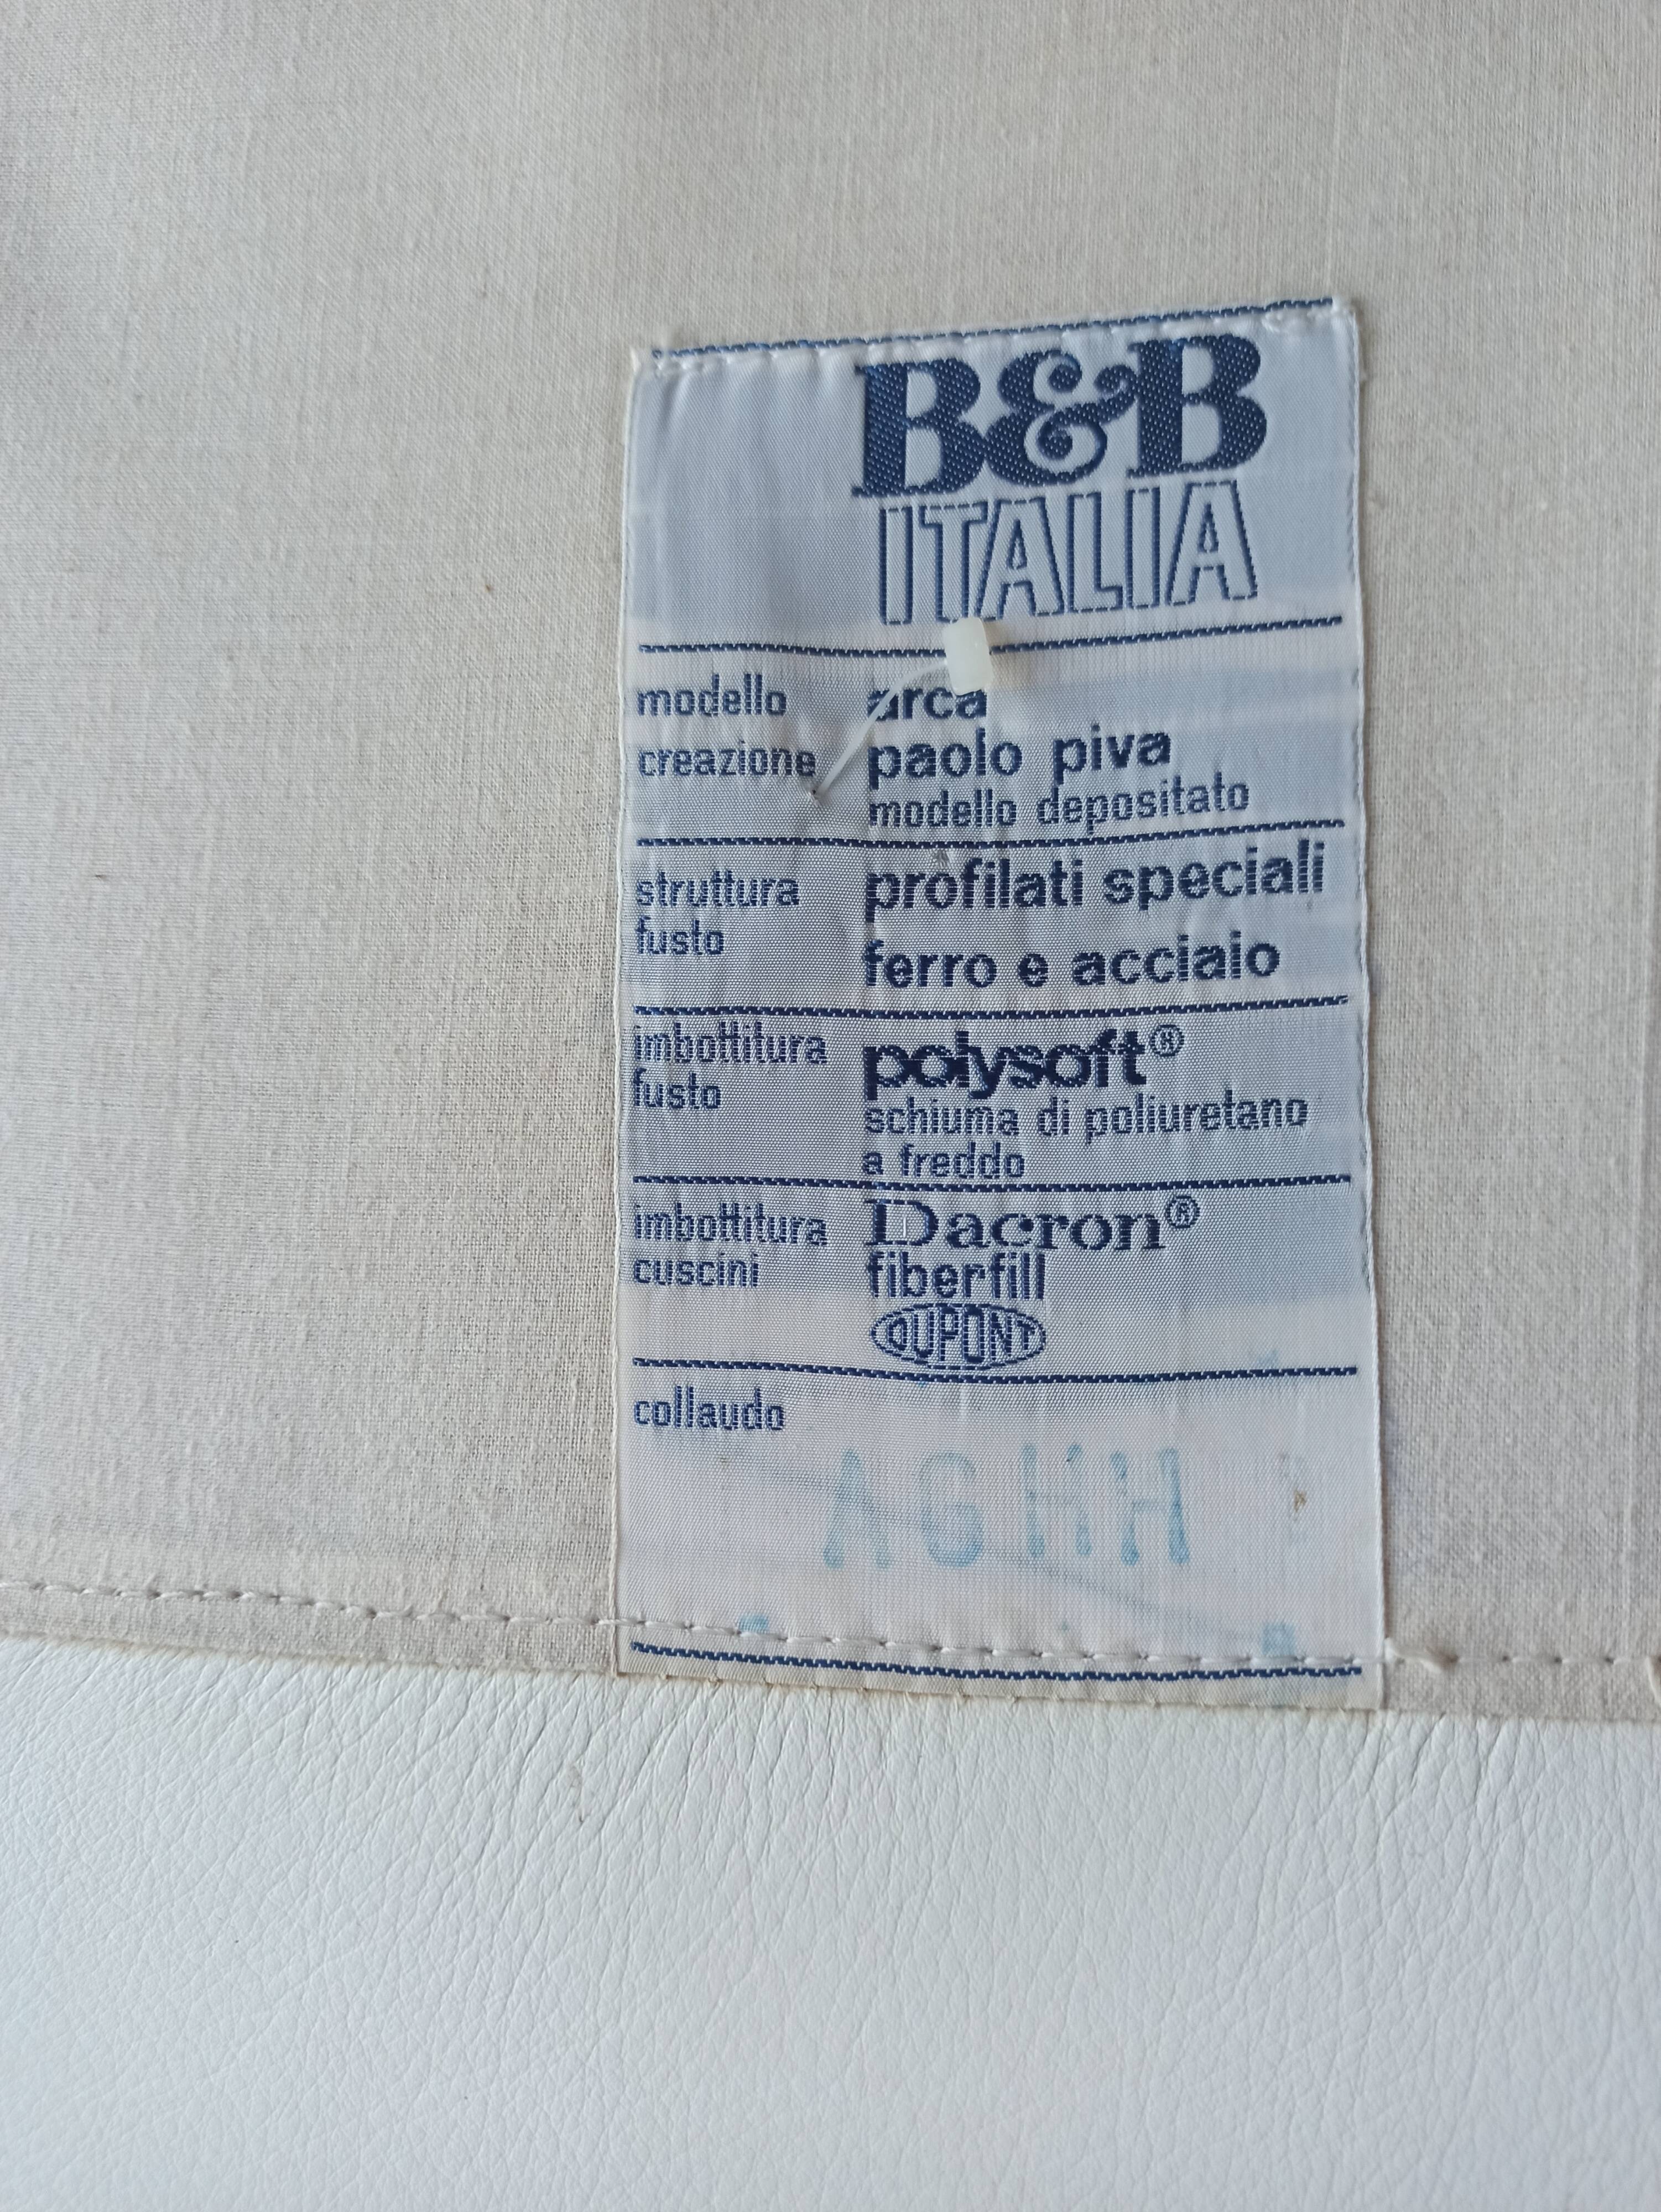 B&B
ITALIA
modello arca
creazione paolo piva
modello depositato
struttura profilati speciali
fusto ferro e acciaio
imbottitura polysoft®
fusto schiuma di poliuretano
a freddo
imbottitura Dacron®
cuscini fiberfill
DUPONT
collaudo